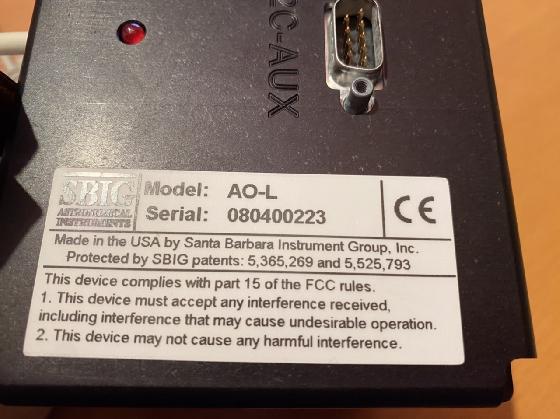 I2C-AUX
SBIG
ASTRONOMICAL
INSTRUMENTS
Model: AO-L
Serial: 080400223
CE
Made in the USA by Santa Barbara Instrument Group, Inc.
Protected by SBIG patents: 5,365,269 and 5,525,793
This device complies with part 15 of the FCC rules.
1. This device must accept any interference received,
including interference that may cause undesirable operation.
2. This device may not cause any harmful interference.